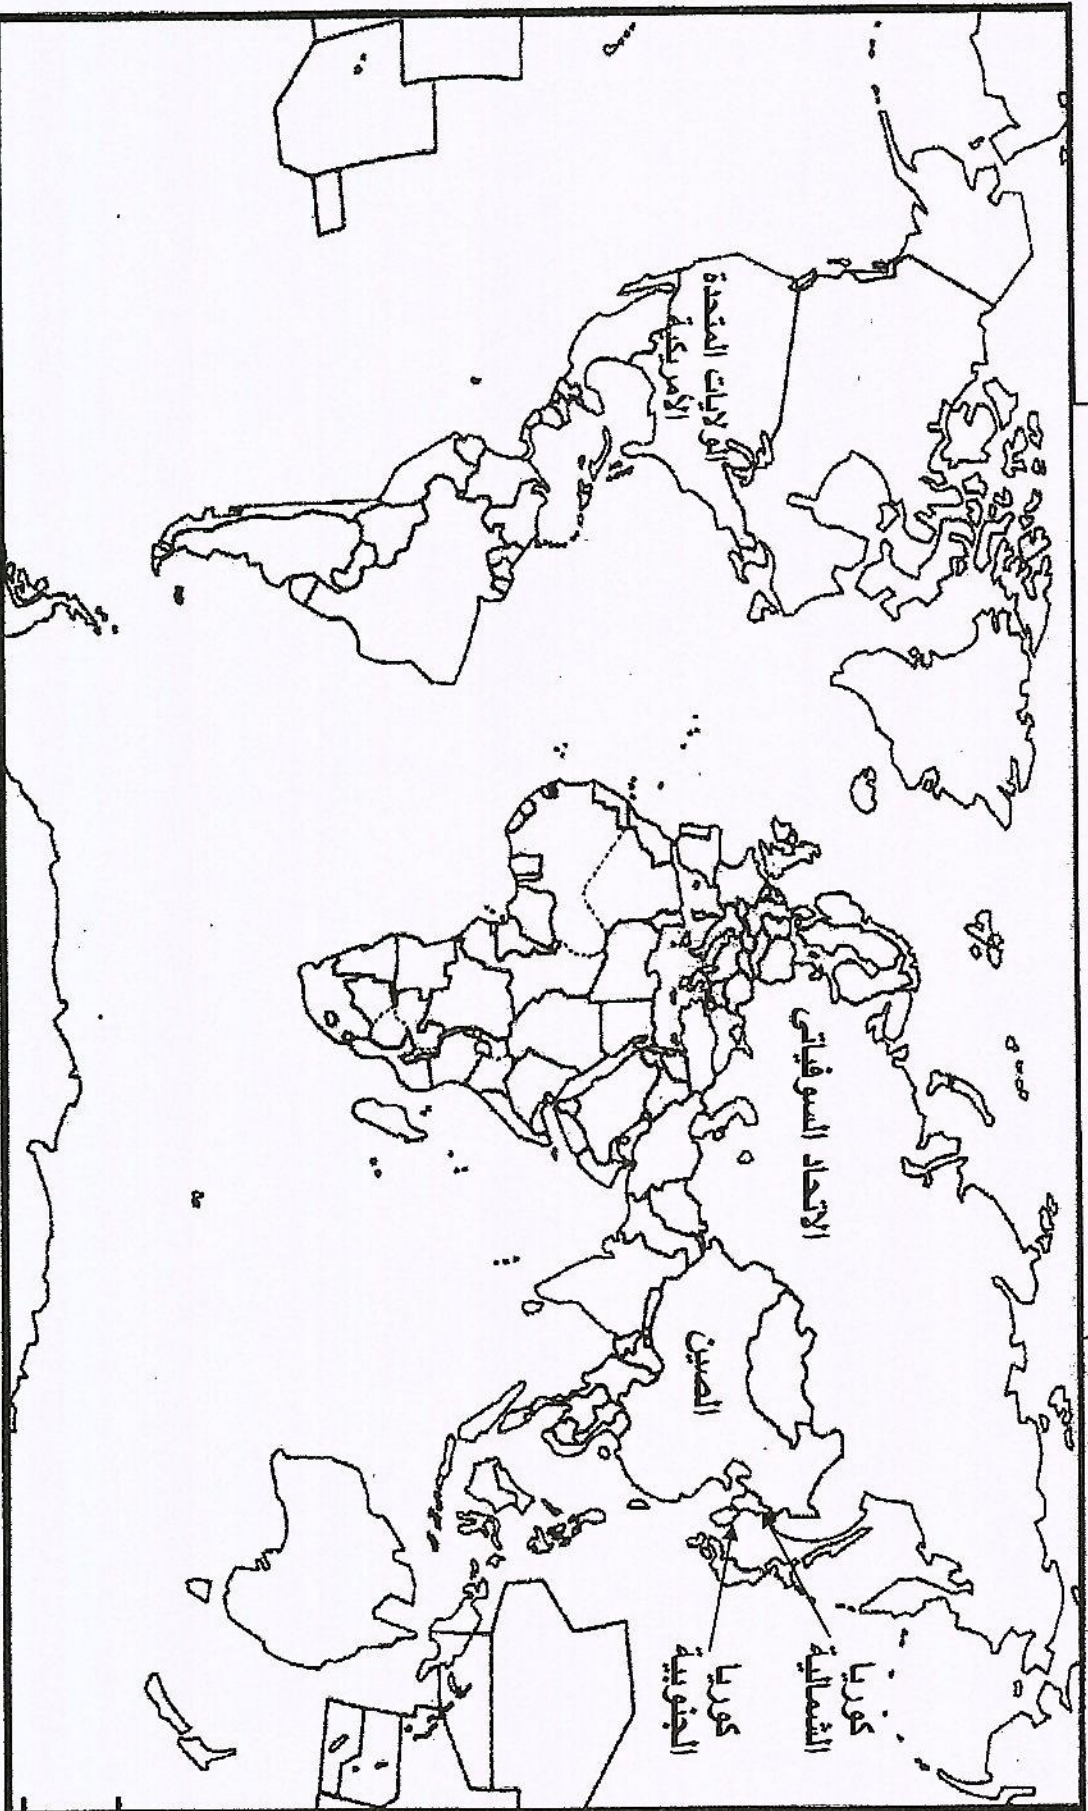 الولايات المتحدة
الأمريكية
الاتحاد السوفياتي
الصين
كوريا
الشمالية
كوريا
الجنوبية